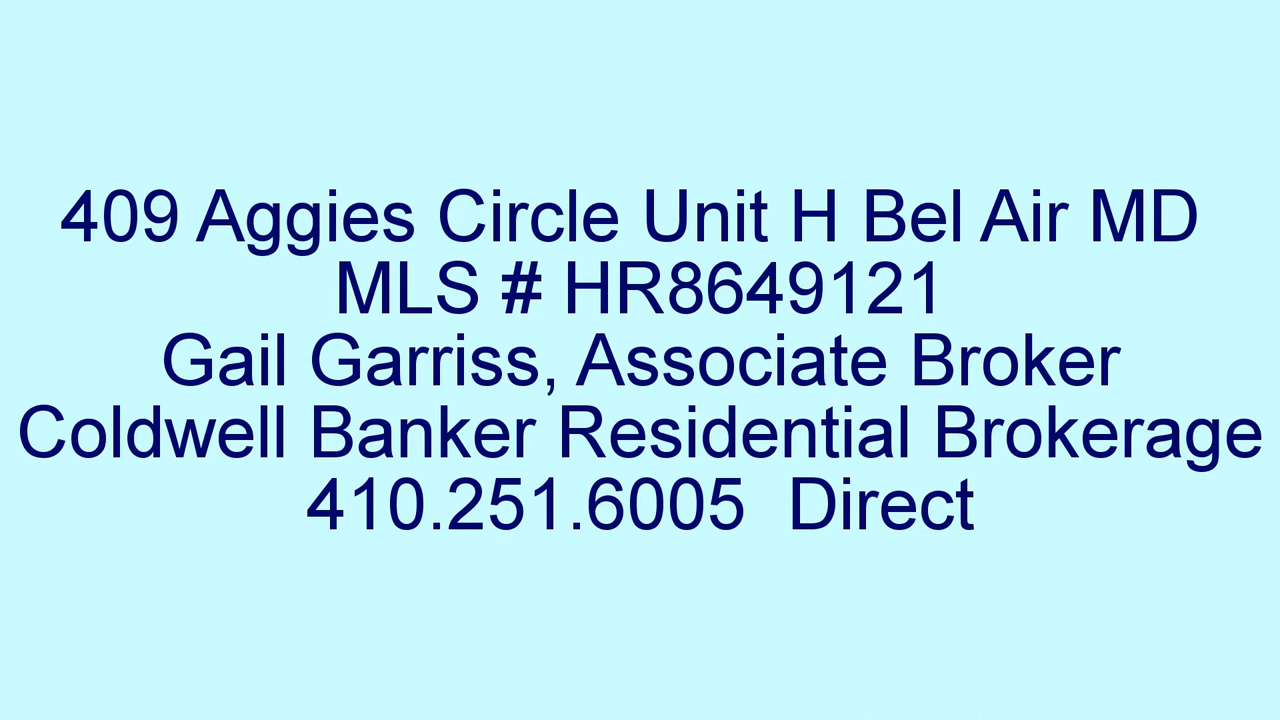 409 Aggies Circle Unit H Bel Air MD
MLS # HR8649121
Gail Garriss, Associate Broker
Coldwell Banker Residential Brokerage
410.251.6005  Direct